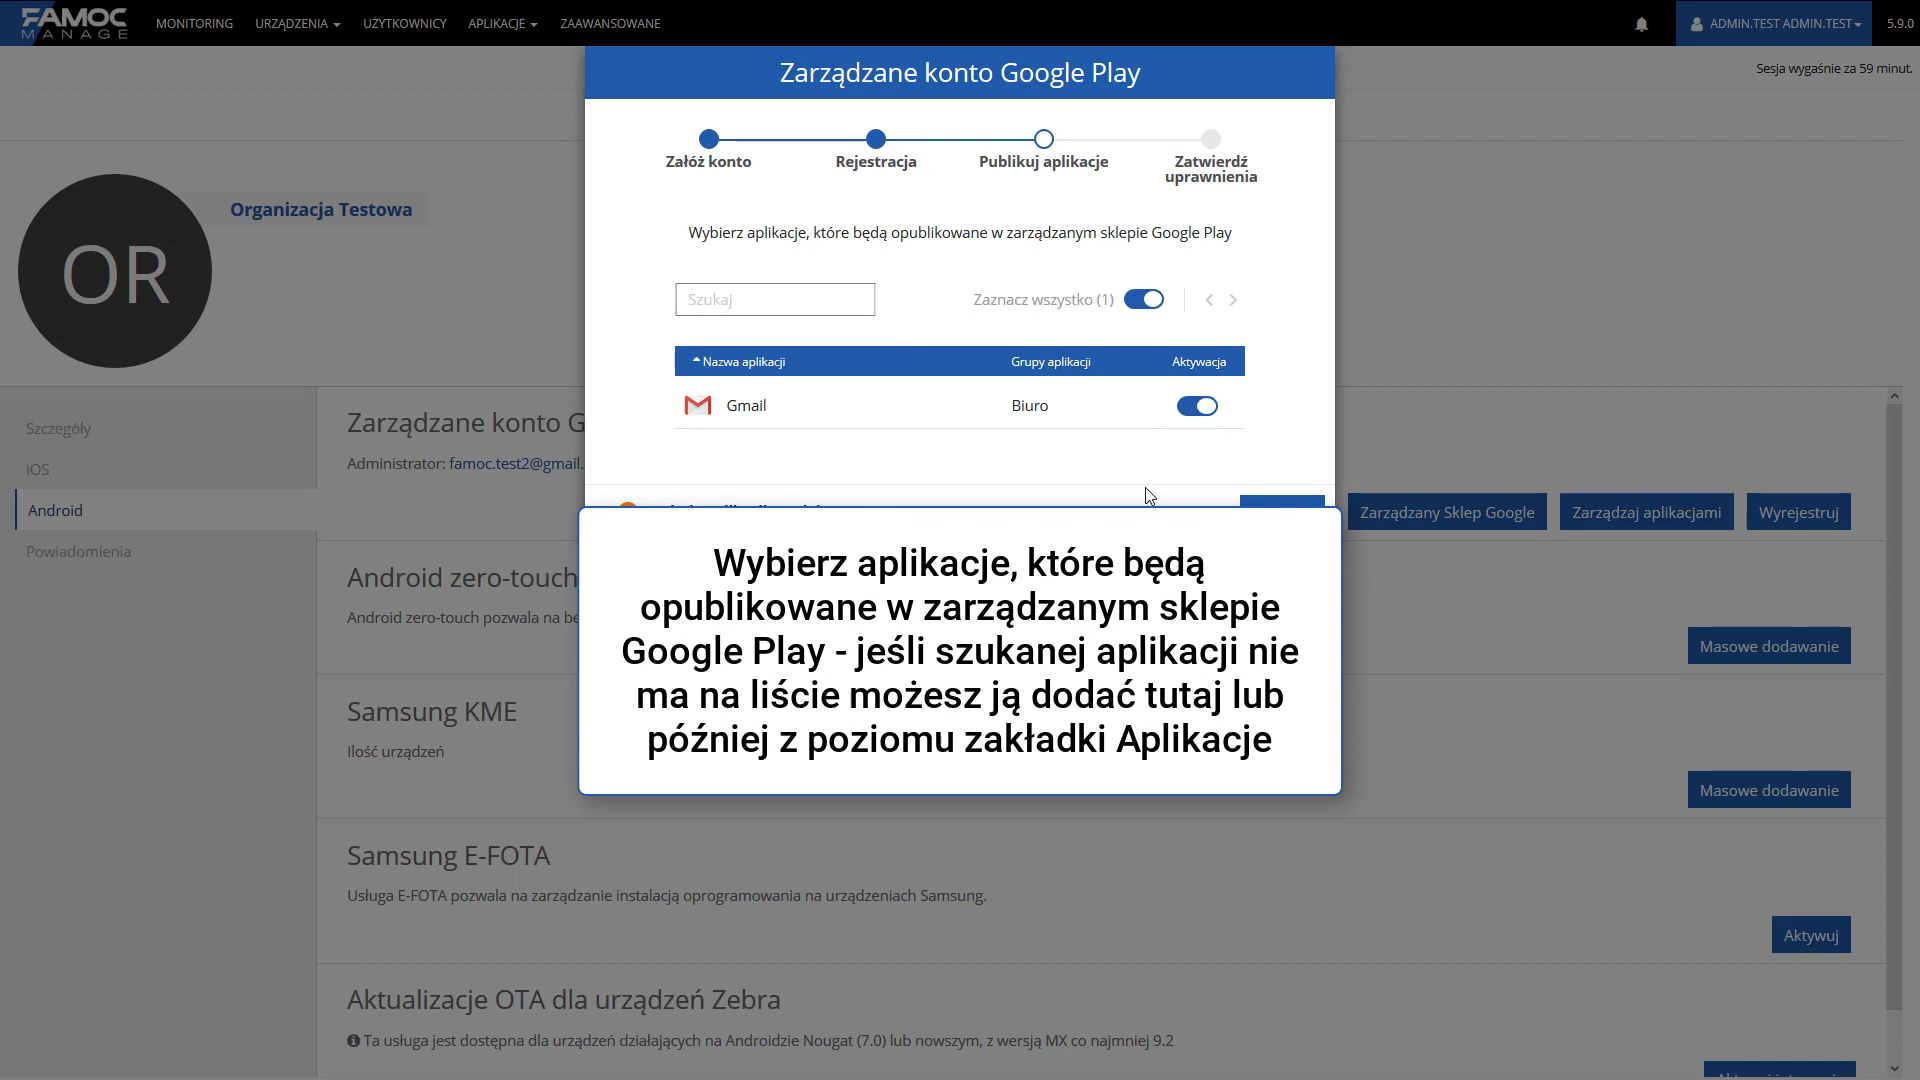 FAMOC
MANAGE
MONITORING
URZĄDZENIA
UŻYTKOWNICY
APLIKACJE
ZAAWANSOWANE
ADMIN.TEST ADMIN.TEST
5.9.0
Sesja wygaśnie za 59 minut.
Zarządzane konto Google Play
Załóż konto
Rejestracja
Publikuj aplikacje
Zatwierdź
uprawnienia
OR
Organizacja Testowa
Wybierz aplikacje, które będą opublikowane w zarządzanym sklepie Google Play
Szukaj
Zaznacz wszystko (1)
Nazwa aplikacji
Grupy aplikacji
Aktywacja
Gmail
Biuro
Szczegóły
iOS
Android
Powiadomienia
Zarządzane konto G
Administrator: famoc.test2@gmail.
Zarządzany Sklep Google
Zarządzaj aplikacjami
Wyrejestruj
Wybierz aplikacje, które będą
opublikowane w zarządzanym sklepie
Google Play - jeśli szukanej aplikacji nie
ma na liście możesz ją dodać tutaj lub
później z poziomu zakładki Aplikacje
Android zero-touch
Android zero-touch pozwala na be
Masowe dodawanie
Samsung KME
Ilość urządzeń
Masowe dodawanie
Samsung E-FOTA
Usługa E-FOTA pozwala na zarządzanie instalacją oprogramowania na urządzeniach Samsung.
Aktywuj
Aktualizacje OTA dla urządzeń Zebra
Ta usługa jest dostępna dla urządzeń działających na Androidzie Nougat (7.0) lub nowszym, z wersją MX co najmniej 9.2